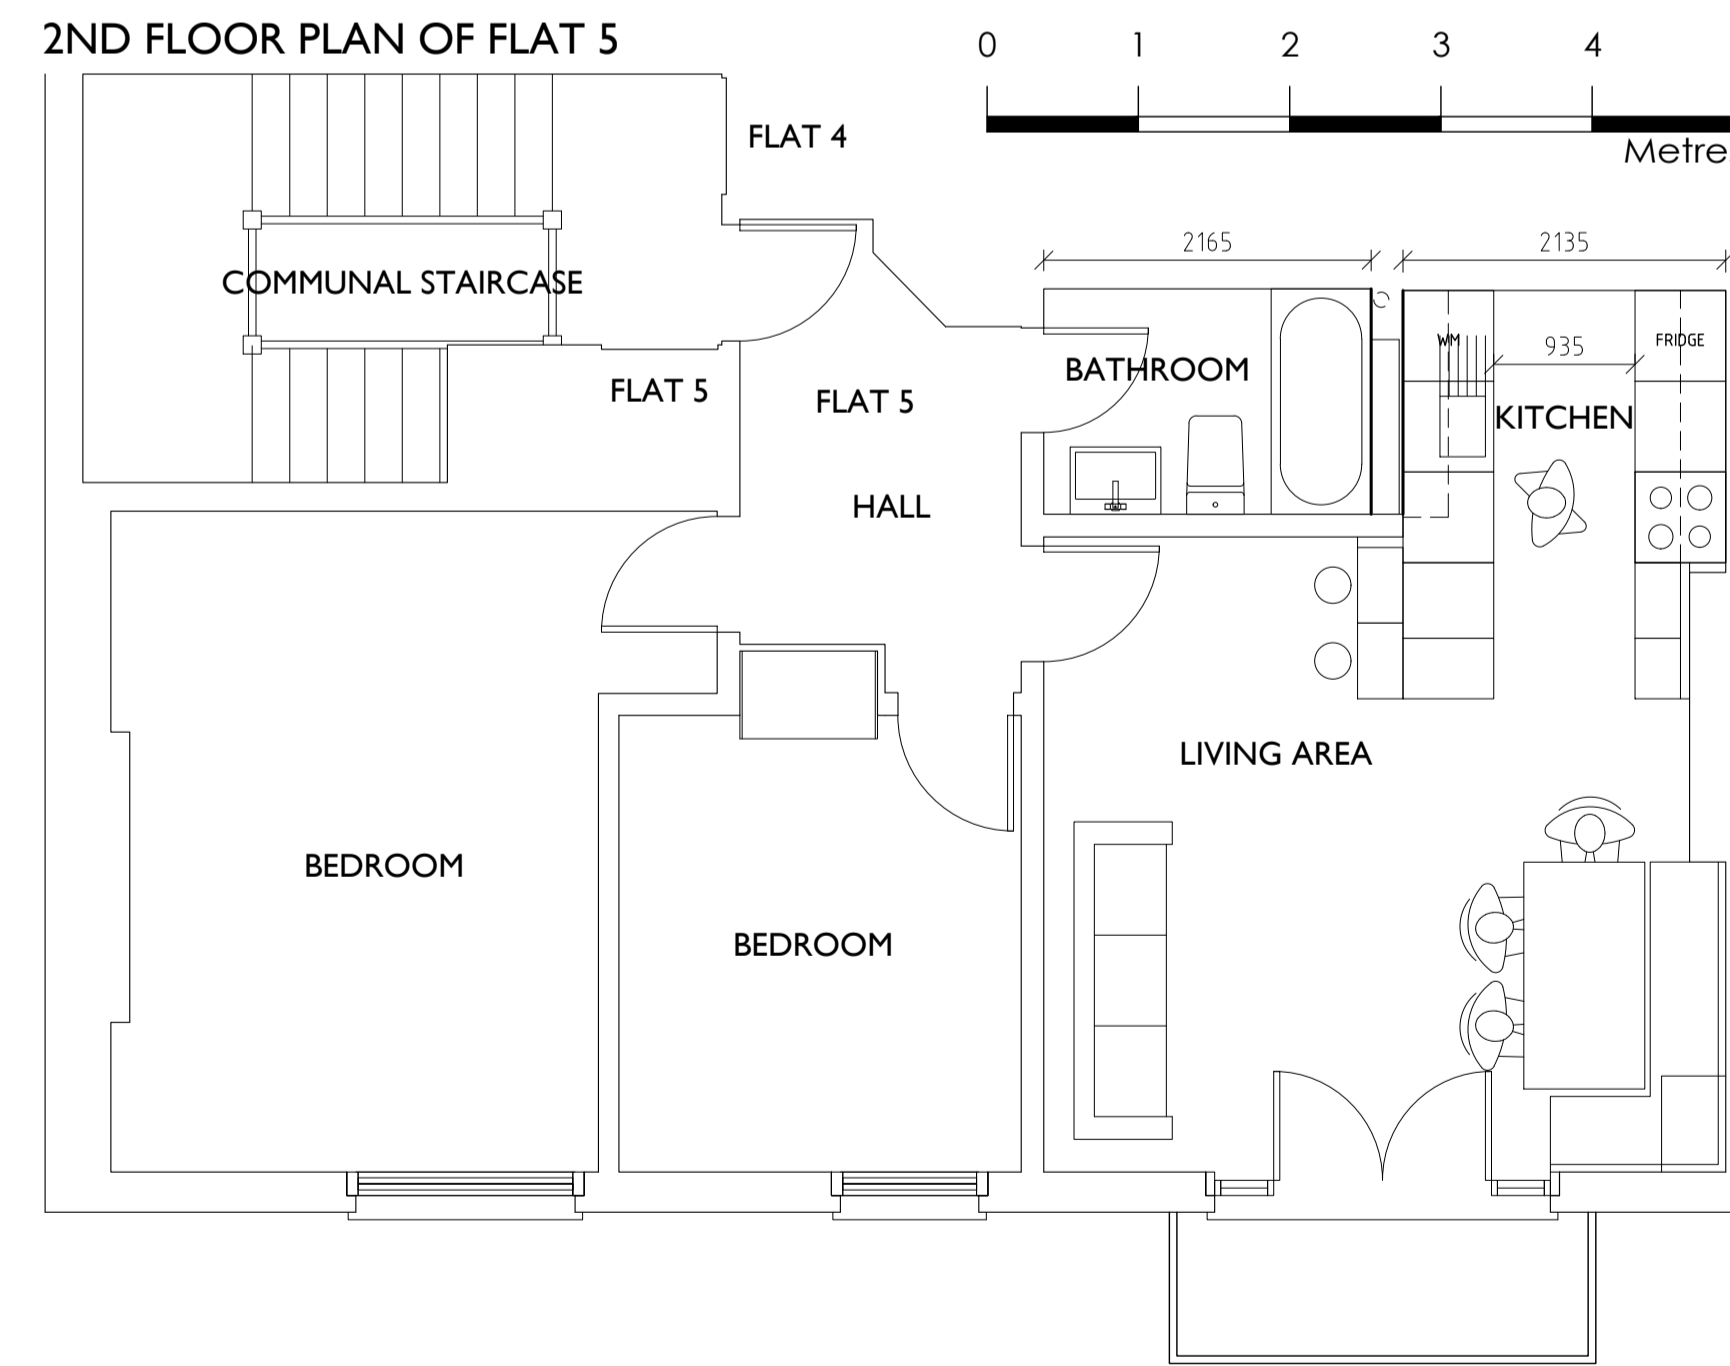 2ND FLOOR PLAN OF FLAT 5
0 1 2 3 4
Metre
FLAT 4
2165
2135
COMMUNAL STAIRCASE
WM
935
FRIDGE
BATHROOM
FLAT 5
FLAT 5
KITCHEN
HALL
LIVING AREA
BEDROOM
BEDROOM